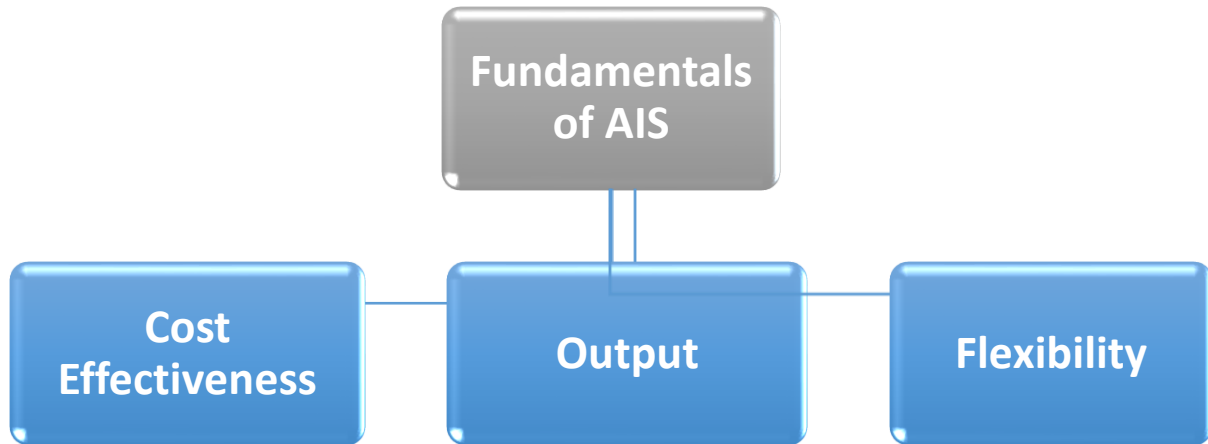 Fundamentals
of AIS
Cost
Effectiveness
Output
Flexibility